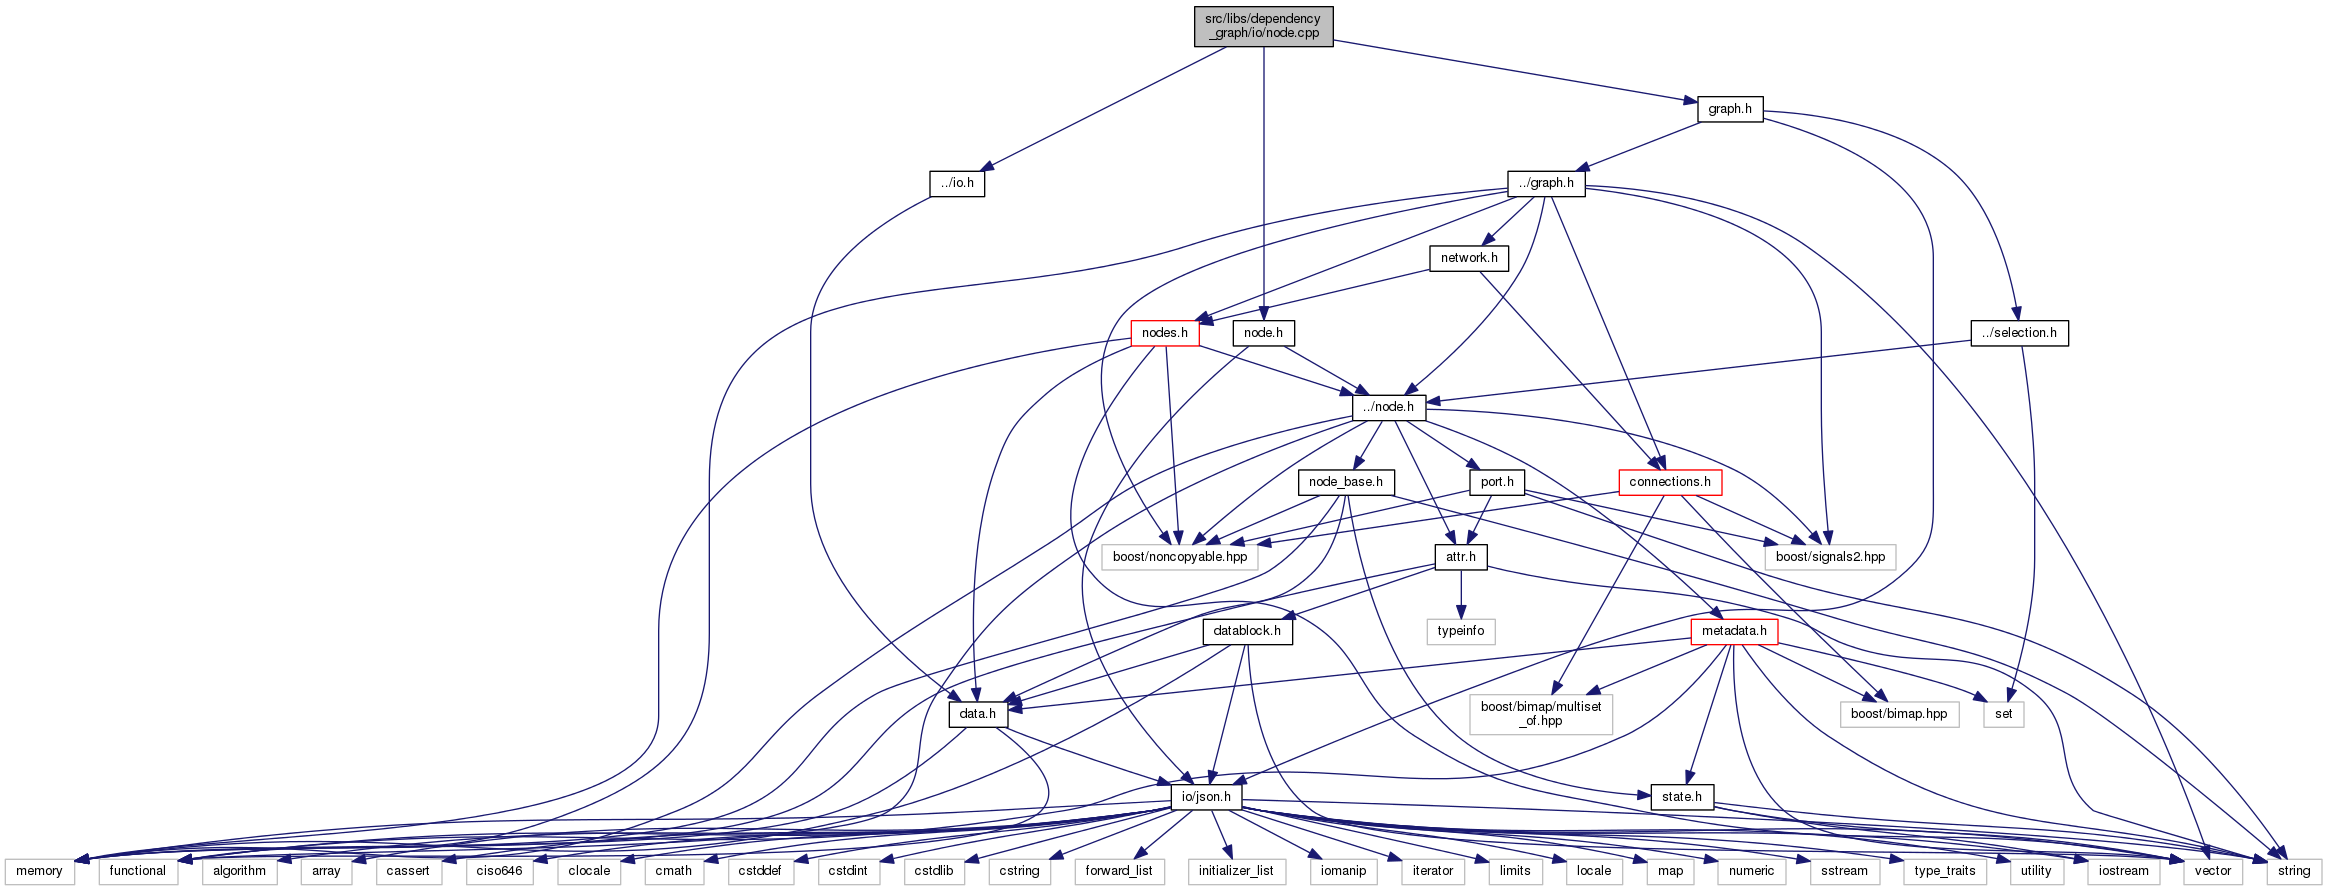 src/libs/dependency
_graph/io/node.cpp
graph.h
../io.h
../graph.h
network.h
nodes.h
node.h
../selection.h
../node.h
node_base.h
port.h
connections.h
boost/noncopyable.hpp
attr.h
boost/signals2.hpp
datablock.h
typeinfo
metadata.h
data.h
boost/bimap/multiset
_of.hpp
boost/bimap.hpp
set
io/json.h
state.h
memory
functional
algorithm
array
cassert
ciso646
clocale
cmath
cstddef
cstdint
cstdlib
cstring
forward_list
initializer_list
iomanip
iterator
limits
locale
map
numeric
sstream
type_traits
utility
iostream
vector
string